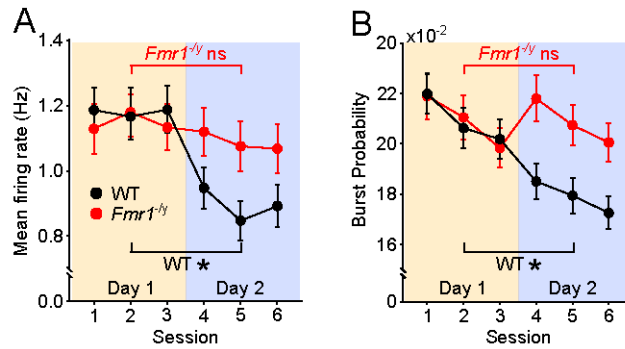 A
Fmr1-/y ns
Mean firing rate (Hz)
1.4
1.2
1.0
0.8
0.0
WT
Fmr1-/y
WT *
Day 1
Day 2
1 2 3 4 5 6
Session
B
x10-2
Fmr1-/y ns
Burst Probability
22
20
18
16
0
WT *
Day 1
Day 2
1 2 3 4 5 6
Session